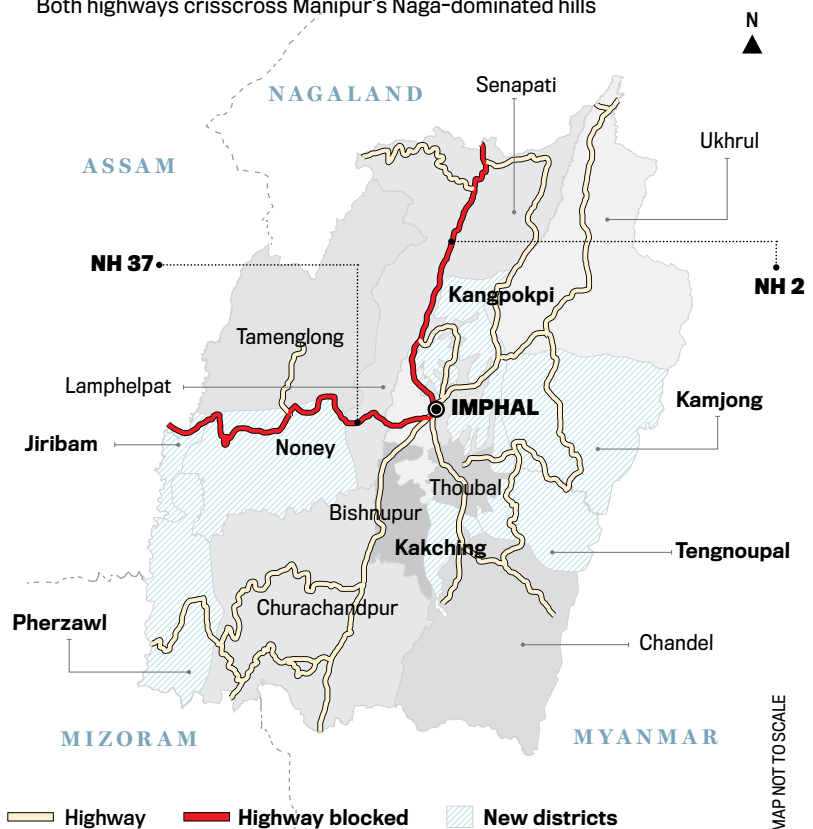 Both highways crisscross Manipur's Naga-dominated hills
N
NAGALAND
Senapati
ASSAM
Ukhrul
NH 37
NH 2
Kangpokpi
Tamenglong
Lamphelpat
IMPHAL
Kamjong
Jiribam
Noney
Thoubal
Bishnupur
Kakching
Tengnoupal
Churachandpur
Pherzawl
Chandel
MIZORAM
MYANMAR
MAP NOT TO SCALE
Highway
Highway blocked
New districts